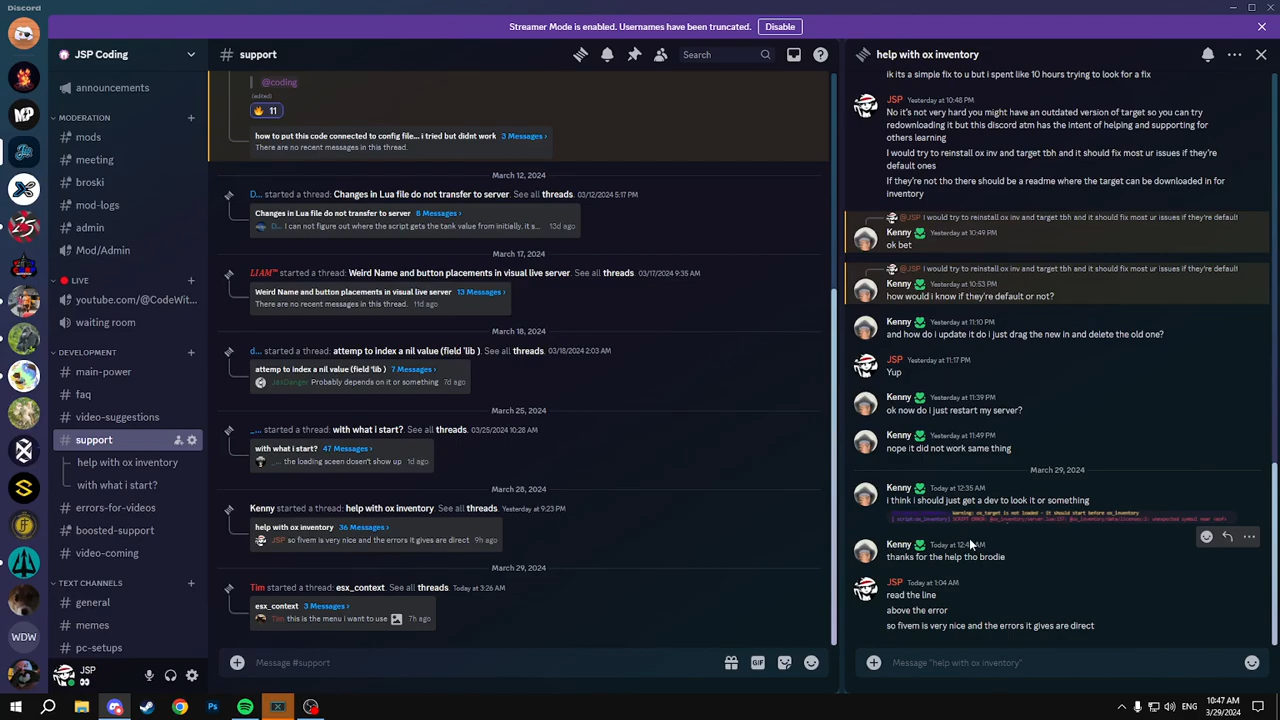 Discord
Streamer Mode is enabled. Usernames have been truncated.
Disable
JSP Coding
announcements
MODERATION
mods
meeting
broski
mod-logs
admin
Mod/Admin
LIVE
youtube.com/@CodeWit...
waiting room
DEVELOPMENT
main-power
faq
video-suggestions
support
help with ox inventory
with what i start?
errors-for-videos
boosted-support
video-coming
TEXT CHANNELS
general
memes
pc-setups
WDW
JSP
support
Search
@coding
(edited)
11
how to put this code connected to config file... i tried but didnt work 3 Messages ›
There are no recent messages in this thread.
March 12, 2024
D... started a thread: Changes in Lua file do not transfer to server. See all threads. 03/12/2024 5:17 PM
Changes in Lua file do not transfer to server 8 Messages ›
D... I can not figure out where the script gets the tank value from initially, it s... 13d ago
March 17, 2024
LIAM™ started a thread: Weird Name and button placements in visual live server. See all threads. 03/17/2024 9:35 AM
Weird Name and button placements in visual live server 13 Messages ›
There are no recent messages in this thread. 11d ago
March 18, 2024
d... started a thread: attemp to index a nil value (field 'lib ). See all threads. 03/18/2024 2:03 AM
attemp to index a nil value (field 'lib ) 7 Messages ›
JaxDanger Probably depends on it or something 7d ago
March 25, 2024
_... started a thread: with what i start?. See all threads. 03/25/2024 10:28 AM
with what i start? 47 Messages ›
_... the loading sceen doesn't show up 1d ago
March 28, 2024
Kenny started a thread: help with ox inventory. See all threads. Yesterday at 9:23 PM
help with ox inventory 36 Messages ›
JSP so fivem is very nice and the errors it gives are direct 9h ago
March 29, 2024
Tim started a thread: esx_context. See all threads. Today at 3:26 AM
esx_context 3 Messages ›
Tim this is the menu i want to use 7h ago
Message #support
GIF
help with ox inventory
ik its a simple fix to u but i spent like 10 hours trying to look for a fix
JSP Yesterday at 10:48 PM
No it's not very hard you might have an outdated version of target so you can try
redownloading it but this discord atm has the intent of helping and supporting for
others learning
I would try to reinstall ox inv and target tbh and it should fix most ur issues if they're
default ones
If they're not tho there should be a readme where the target can be downloaded in for
inventory
@JSP I would try to reinstall ox inv and target tbh and it should fix most ur issues if they're default
Kenny Yesterday at 10:49 PM
ok bet
@JSP I would try to reinstall ox inv and target tbh and it should fix most ur issues if they're default
Kenny Yesterday at 10:53 PM
how would i know if they're default or not?
Kenny Yesterday at 11:10 PM
and how do i update it do i just drag the new in and delete the old one?
JSP Yesterday at 11:17 PM
Yup
Kenny Yesterday at 11:39 PM
ok now do i just restart my server?
Kenny Yesterday at 11:49 PM
nope it did not work same thing
March 29, 2024
Kenny Today at 12:35 AM
i think i should just get a dev to look it or something
Warning: ox_target is not loaded - it should start before ox_inventory
Kenny Today at
thanks for the help tho brodie
JSP Today at 1:04 AM
read the line
above the error
so fivem is very nice and the errors it gives are direct
Message "help with ox inventory"
10:47 AM
3/29/2024